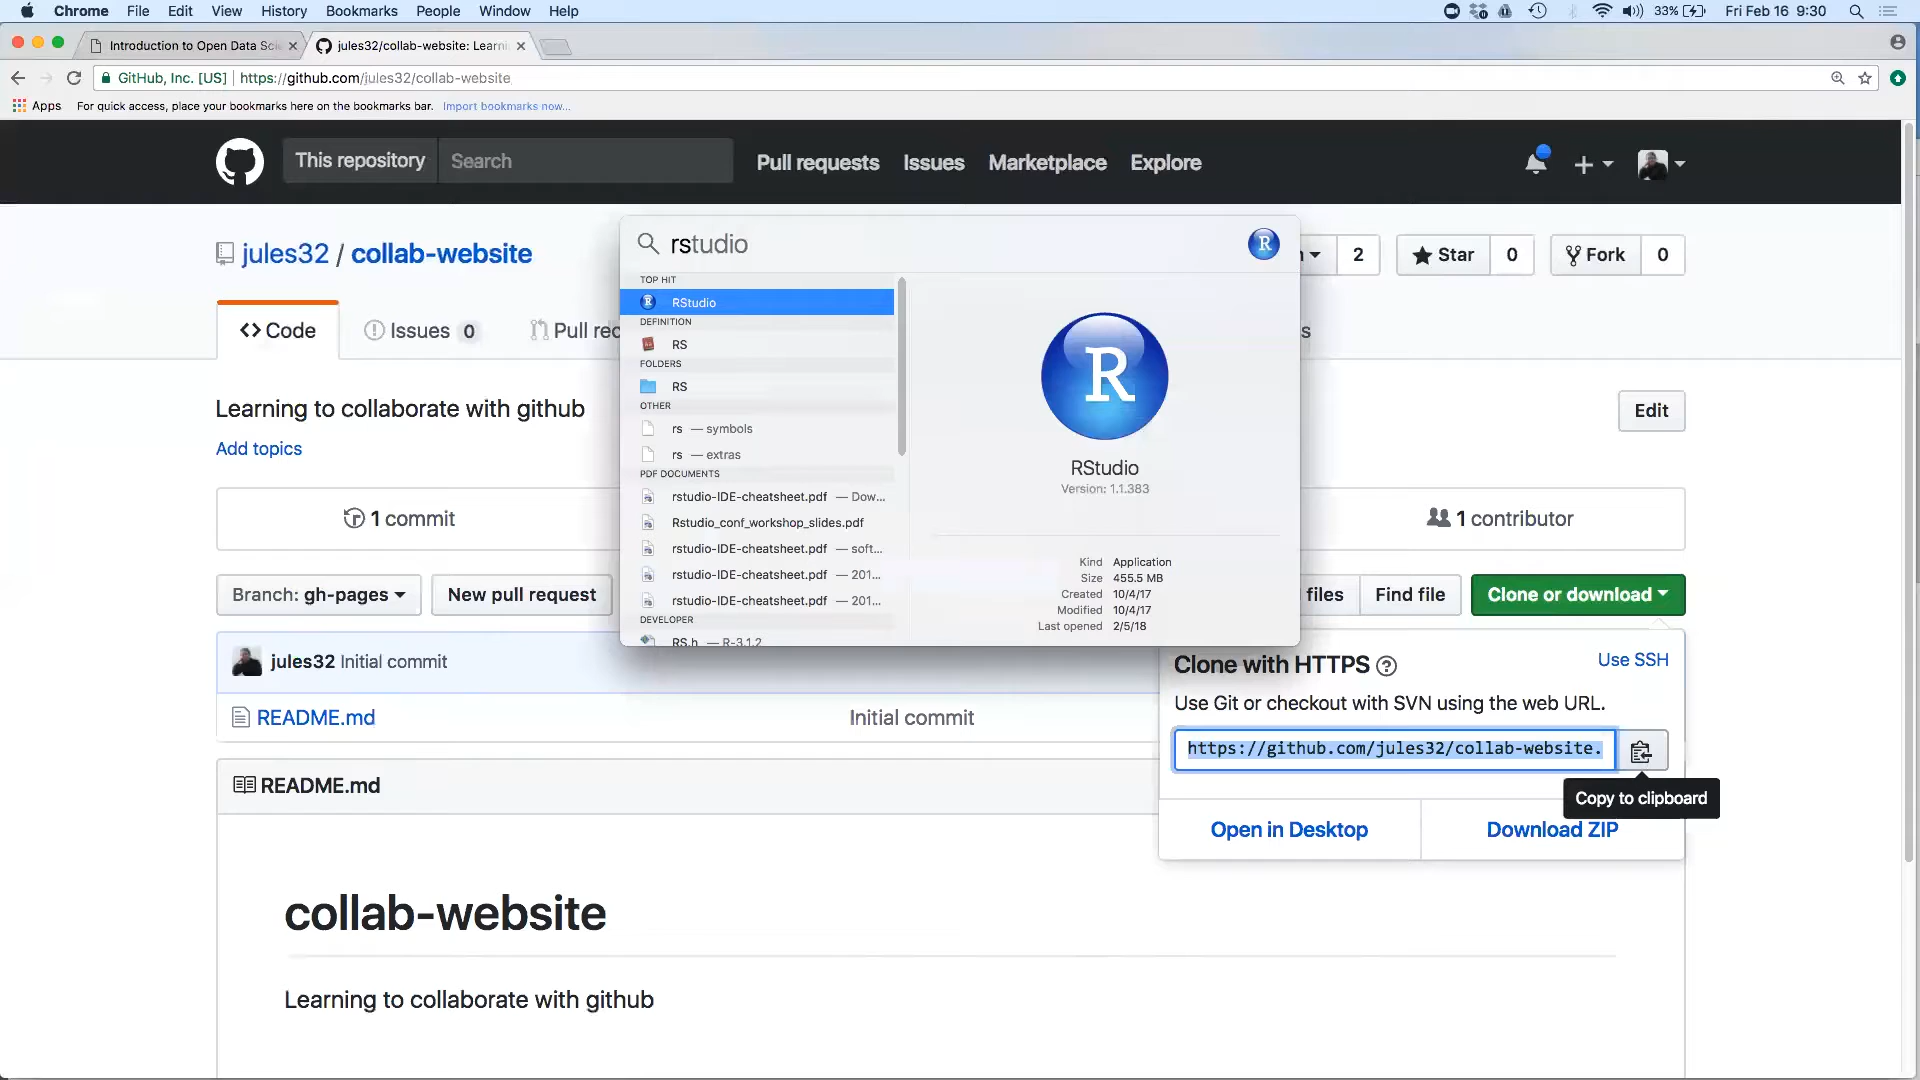 Chrome File Edit View History Bookmarks People Window Help
33% Fri Feb 16 9:30
Introduction to Open Data Sci
jules32/collab-website: Learni
GitHub, Inc. [US] https://github.com/jules32/collab-website
Apps For quick access, place your bookmarks here on the bookmarks bar. Import bookmarks now...
This repository Search Pull requests Issues Marketplace Explore
jules32 / collab-website
2 Star 0 Fork 0
Code Issues 0 Pull rec
Learning to collaborate with github
Edit
Add topics
1 commit
1 contributor
Branch: gh-pages New pull request files Find file Clone or download
jules32 Initial commit
README.md Initial commit
README.md
collab-website
Learning to collaborate with github
rstudio
TOP HIT
RStudio
DEFINITION
RS
FOLDERS
RS
OTHER
rs — symbols
rs — extras
PDF DOCUMENTS
rstudio-IDE-cheatsheet.pdf — Dow...
Rstudio_conf_workshop_slides.pdf
rstudio-IDE-cheatsheet.pdf — soft...
rstudio-IDE-cheatsheet.pdf — 201...
rstudio-IDE-cheatsheet.pdf — 201...
DEVELOPER
RS.h — R-3.1.2
R
RStudio
Version: 1.1.383
Kind Application
Size 455.5 MB
Created 10/4/17
Modified 10/4/17
Last opened 2/5/18
Clone with HTTPS Use SSH
Use Git or checkout with SVN using the web URL.
https://github.com/jules32/collab-website.
Copy to clipboard
Open in Desktop Download ZIP